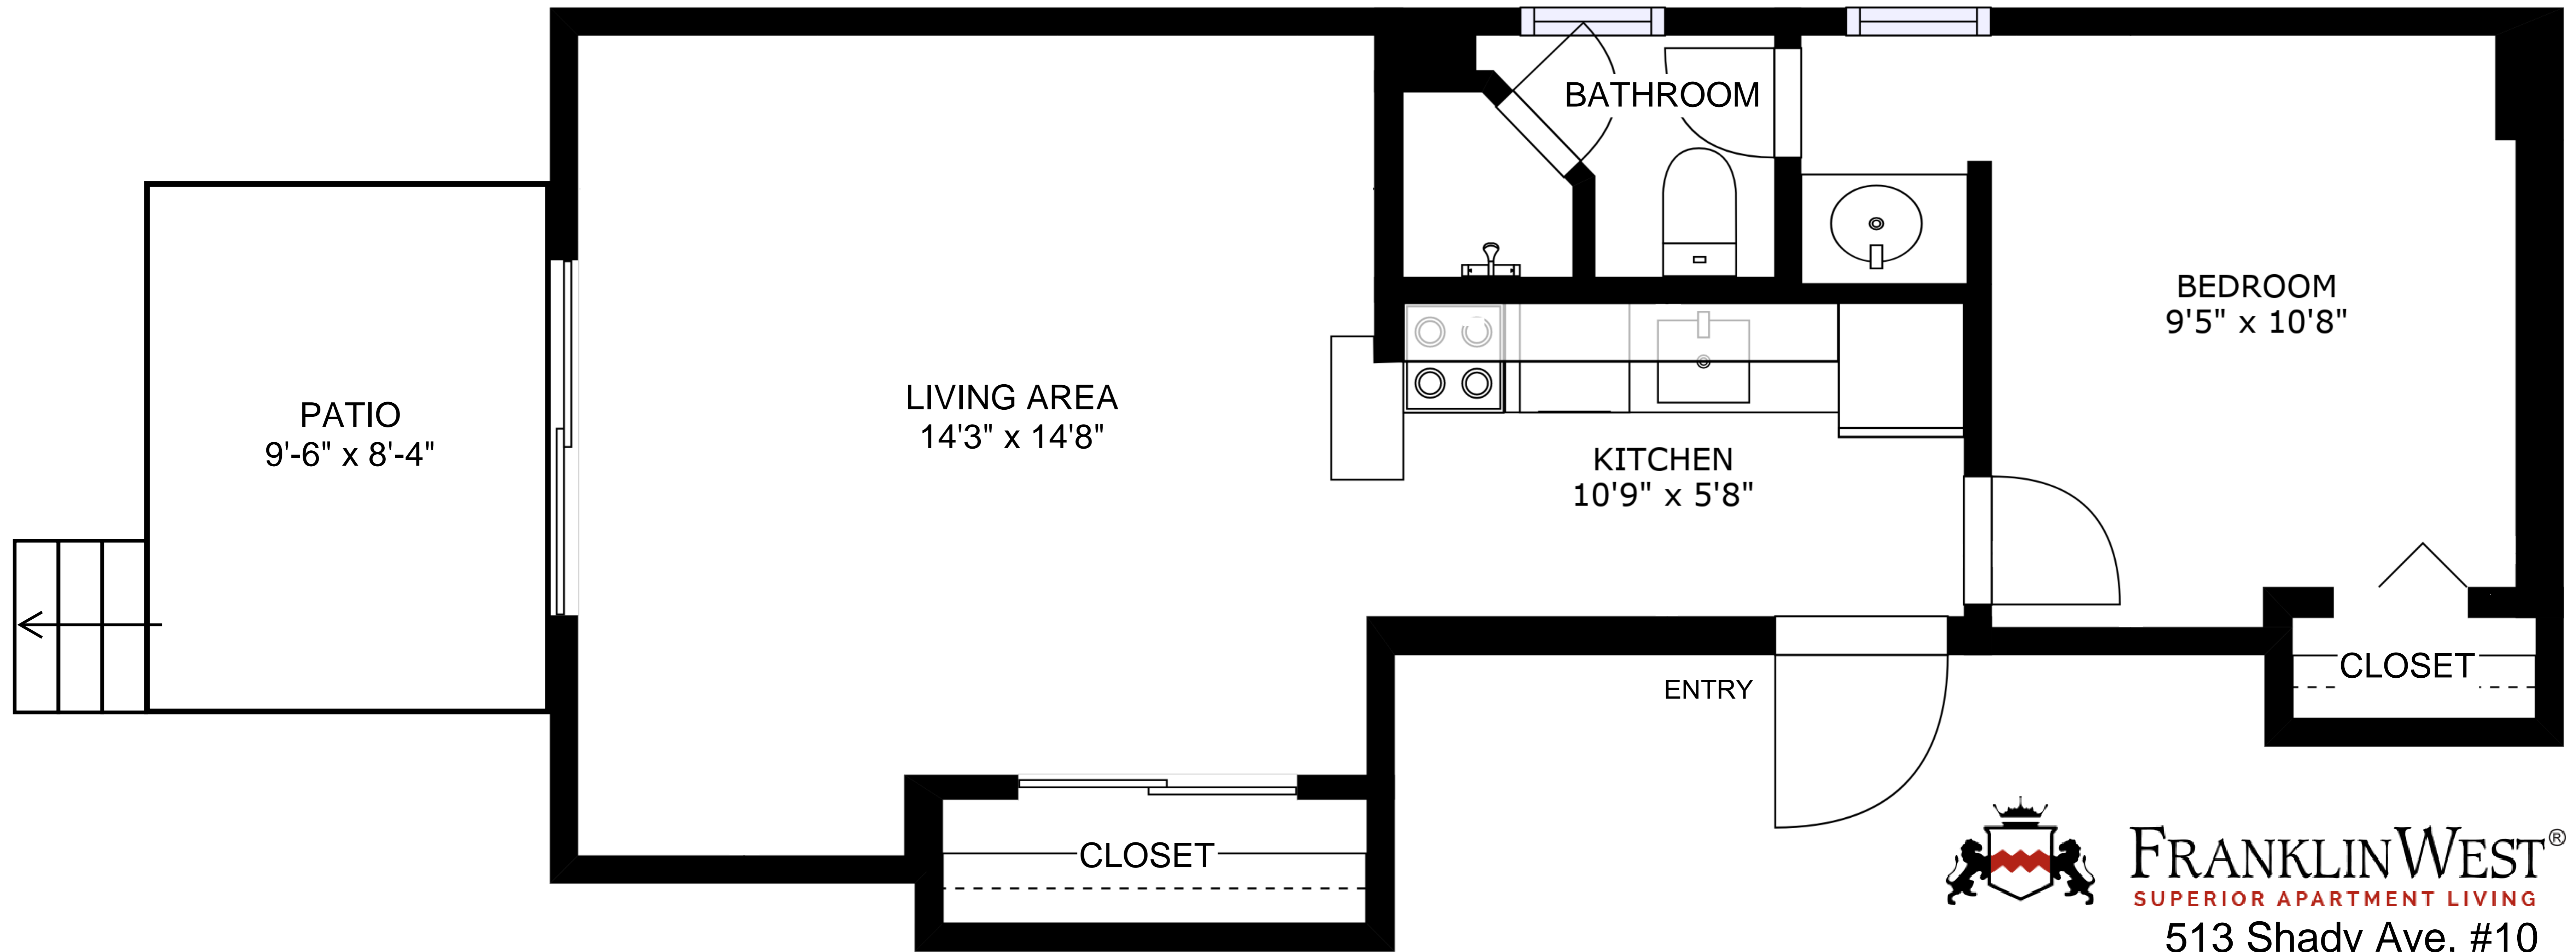 BATHROOM
BEDROOM
9'5" x 10'8"
LIVING AREA
14'3" x 14'8"
PATIO
9'-6" x 8'-4"
KITCHEN
10'9" x 5'8"
CLOSET
ENTRY
CLOSET
FRANKLINWEST®
SUPERIOR APARTMENT LIVING
513 Shady Ave, #10